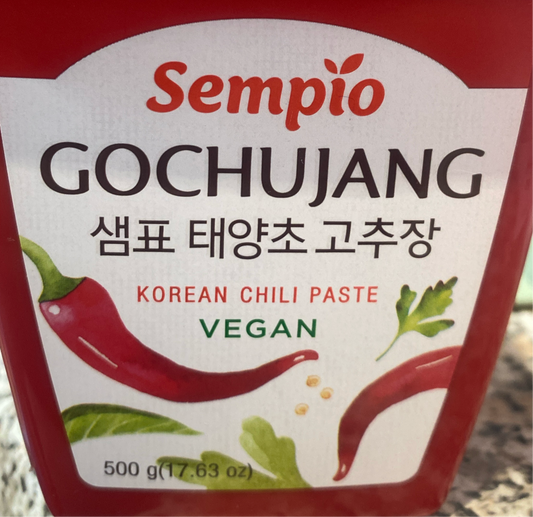 Sempio
GOCHUJANG
샘표 태양초 고추장
KOREAN CHILI PASTE
VEGAN
500 g(17.63 oz)